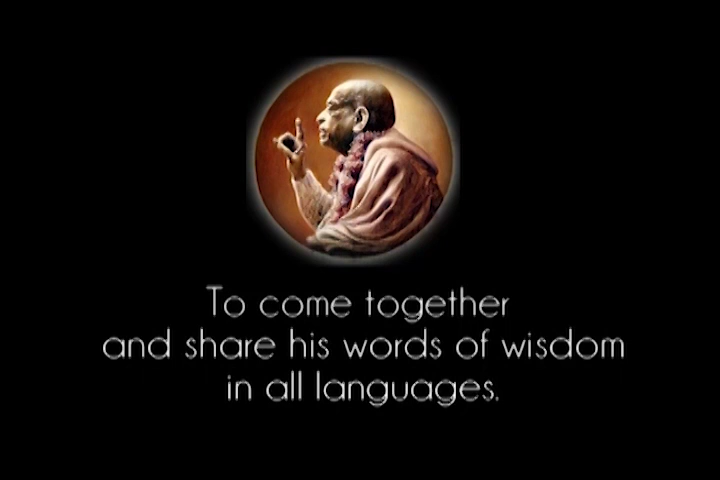 To come together
and share his words of wisdom
in all languages.